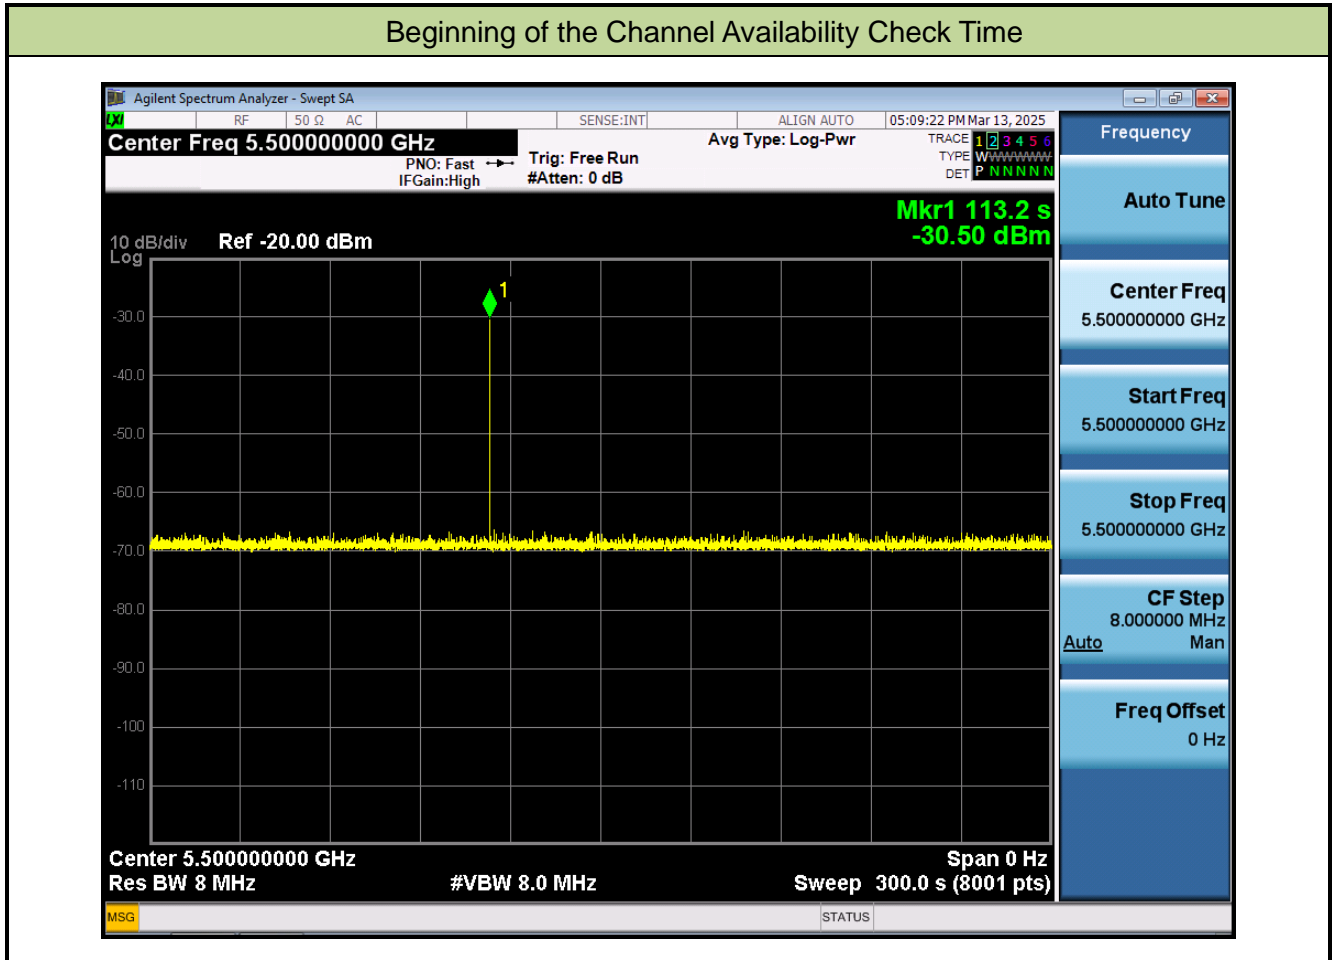 Beginning of the Channel Availability Check Time
Agilent Spectrum Analyzer - Swept SA
LXI RF 50 Ω AC SENSE:INT ALIGN AUTO 05:09:22 PM Mar 13, 2025
Center Freq 5.500000000 GHz
PNO: Fast
IFGain:High
Trig: Free Run
#Atten: 0 dB
Avg Type: Log-Pwr
TRACE 1 2 3 4 5 6
TYPE WWWWWWW
DET P N N N N N
Mkr1 113.2 s
-30.50 dBm
10 dB/div Ref -20.00 dBm
Log
1
-30.0
-40.0
-50.0
-60.0
-70.0
-80.0
-90.0
-100
-110
Center 5.500000000 GHz Span 0 Hz
Res BW 8 MHz #VBW 8.0 MHz Sweep 300.0 s (8001 pts)
MSG STATUS
Frequency
Auto Tune
Center Freq
5.500000000 GHz
Start Freq
5.500000000 GHz
Stop Freq
5.500000000 GHz
CF Step
8.000000 MHz
Auto Man
Freq Offset
0 Hz